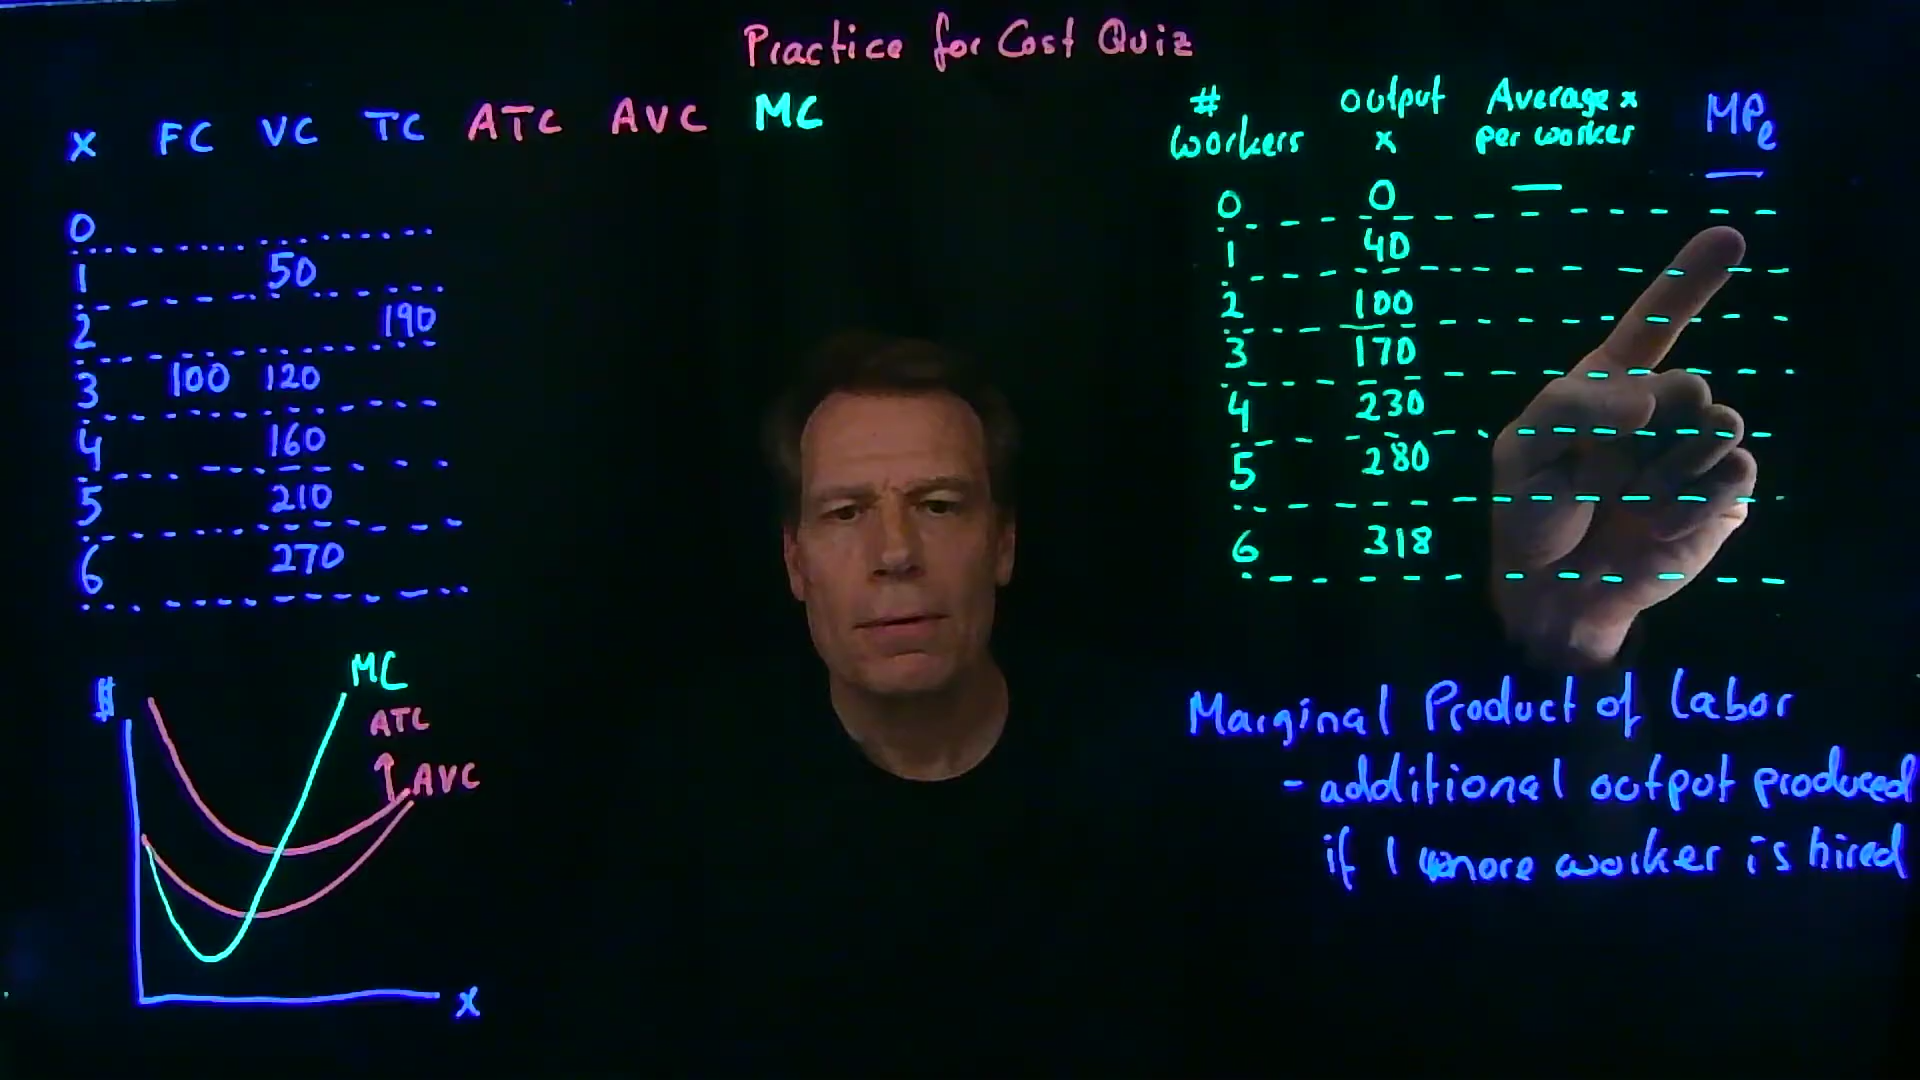 Practice for Cost Quiz
x FC VC TC ATC AVC MC
0
1 50
2 190
3 100 120
4 160
5 210
6 270
$
MC
ATC
AVC
x
# workers output x Average x per worker MPe
0 0 —
1 40
2 100
3 170
4 230
5 280
6 318
Marginal Product of Labor
- additional output produced
if 1 more worker is hired